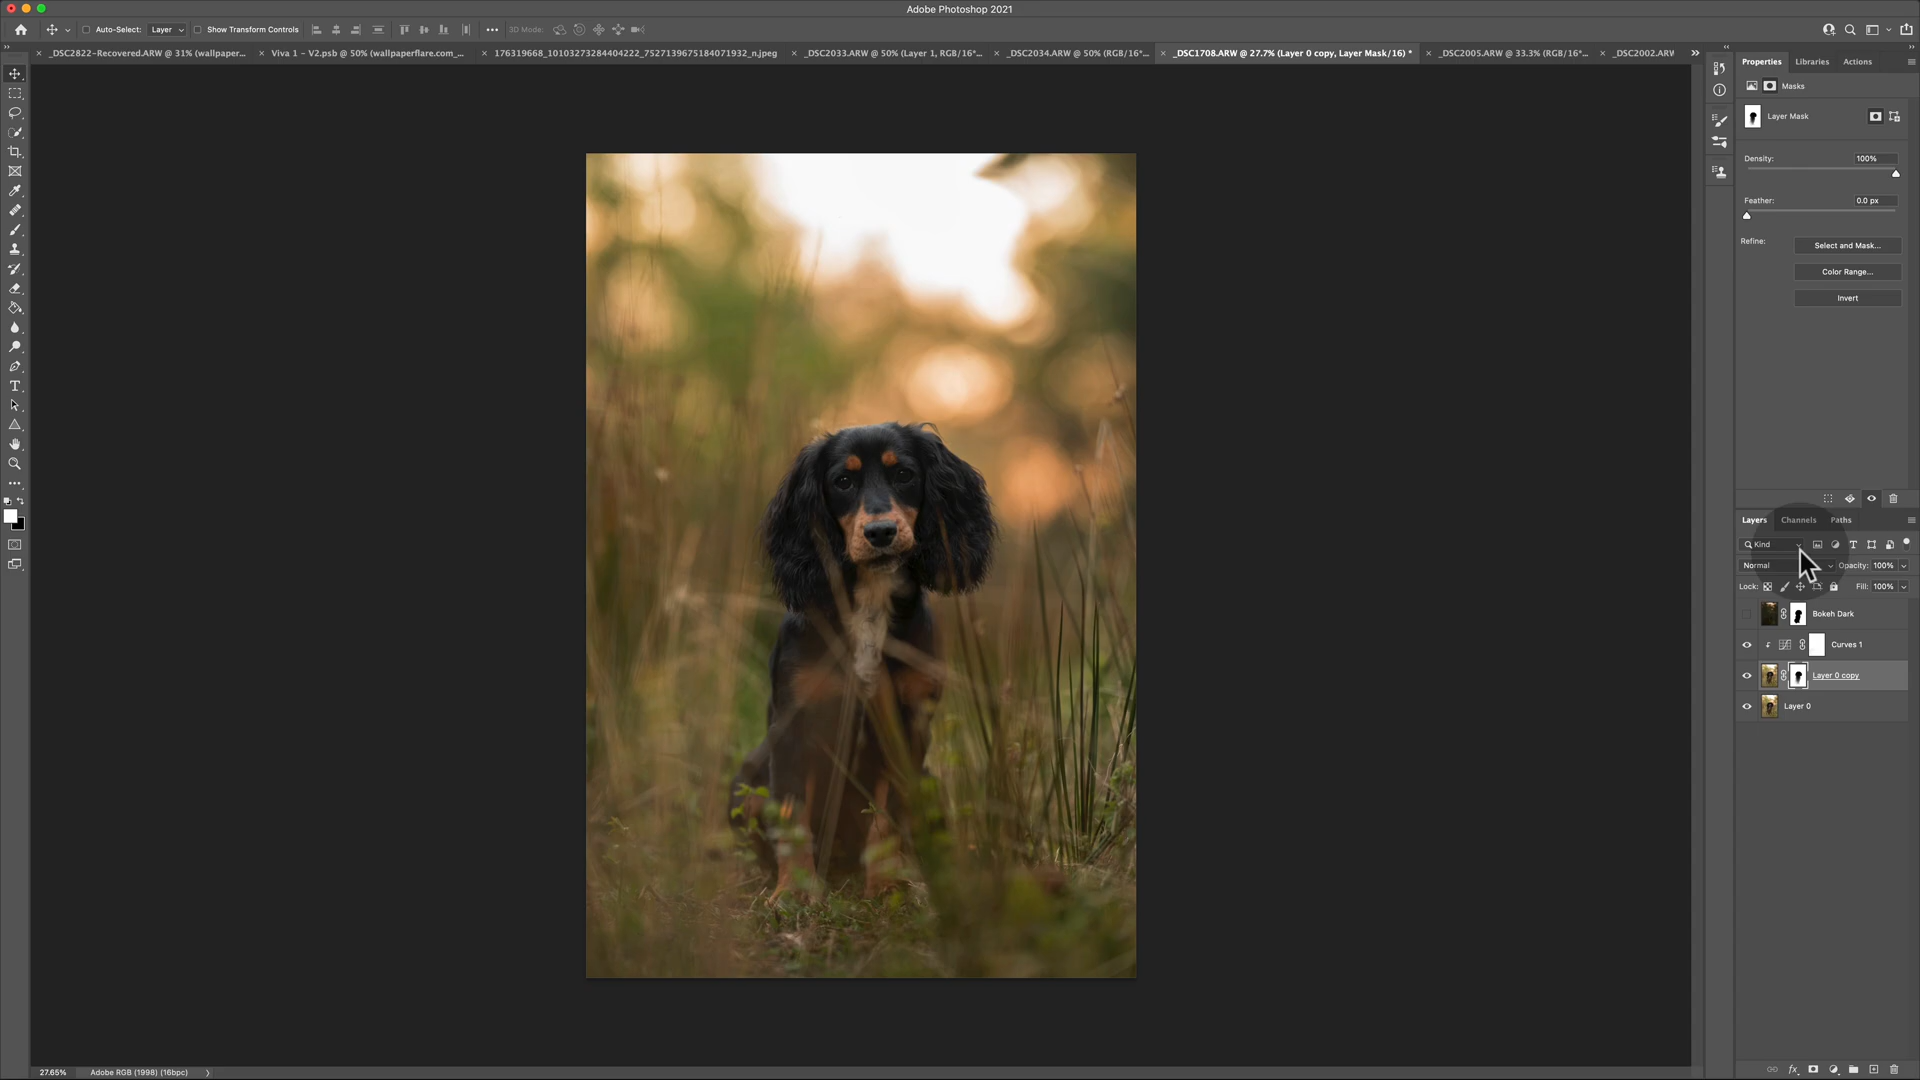 Adobe Photoshop 2021
Auto-Select: Layer Show Transform Controls 3D Mode:
_DSC2822-Recovered.ARW @ 31% (wallpaper... Viva 1 - V2.psb @ 50% (wallpaperflare.com_... 176319668_10103273284404222_7527139675184071932_n.jpeg _DSC2033.ARW @ 50% (Layer 1, RGB/16*... _DSC2034.ARW @ 50% (RGB/16*... _DSC1708.ARW @ 27.7% (Layer 0 copy, Layer Mask/16) * _DSC2005.ARW @ 33.3% (RGB/16*... _DSC2002.ARW
Properties Libraries Actions
Masks
Layer Mask
Density: 100%
Feather: 0.0 px
Refine: Select and Mask...
Color Range...
Invert
Layers Channels Paths
Kind
Normal Opacity: 100%
Lock: Fill: 100%
Bokeh Dark
Curves 1
Layer 0 copy
Layer 0
fx
27.65% Adobe RGB (1998) (16bpc)